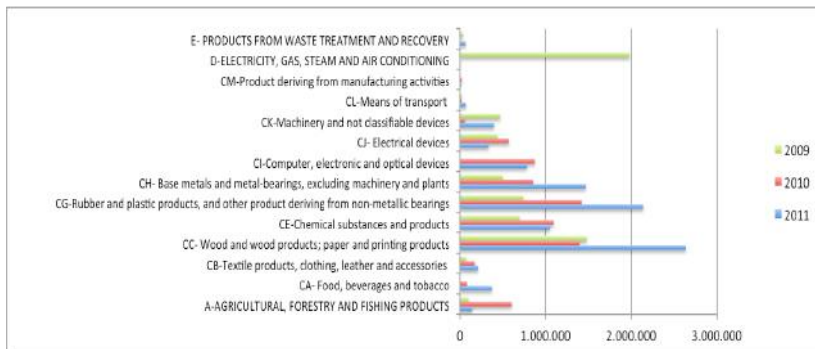 E- PRODUCTS FROM WASTE TREATMENT AND RECOVERY
D-ELECTRICITY, GAS, STEAM AND AIR CONDITIONING
CM-Product deriving from manufacturing activities
CL-Means of transport
CK-Machinery and not classifiable devices
CJ- Electrical devices
CI-Computer, electronic and optical devices
CH- Base metals and metal-bearings, excluding machinery and plants
CG-Rubber and plastic products, and other product deriving from non-metallic bearings
CE-Chemical substances and products
CC- Wood and wood products; paper and printing products
CB-Textile products, clothing, leather and accessories
CA- Food, beverages and tobacco
A-AGRICULTURAL, FORESTRY AND FISHING PRODUCTS
0 1.000.000 2.000.000 3.000.000
2009
2010
2011